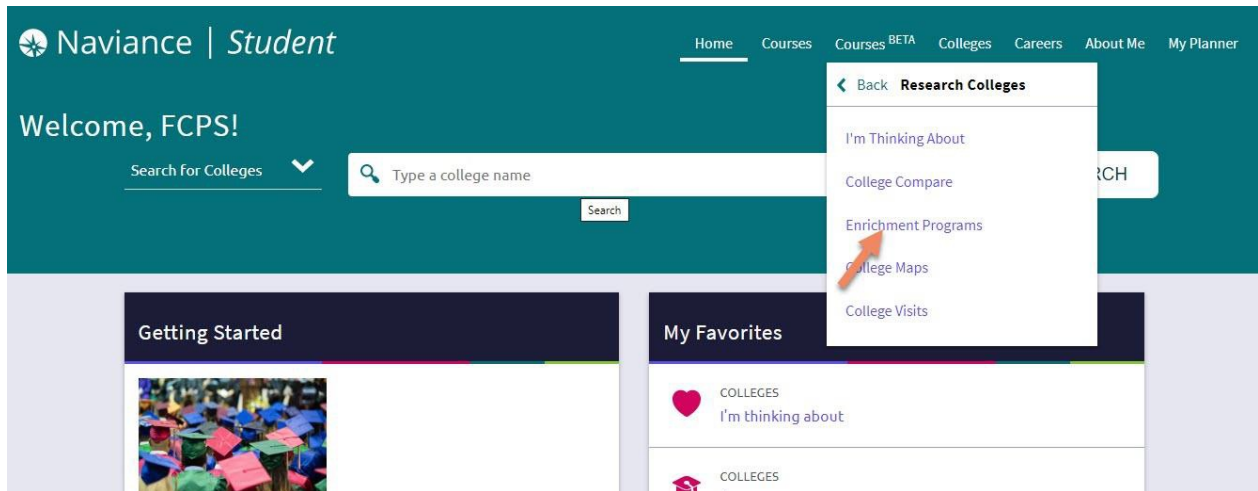 Naviance | Student
Home Courses Courses BETA Colleges Careers About Me My Planner
Back Research Colleges
Welcome, FCPS!
I'm Thinking About
Search for Colleges
Type a college name
College Compare
RCH
Search
Enrichment Programs
College Maps
College Visits
Getting Started
My Favorites
COLLEGES
I'm thinking about
COLLEGES